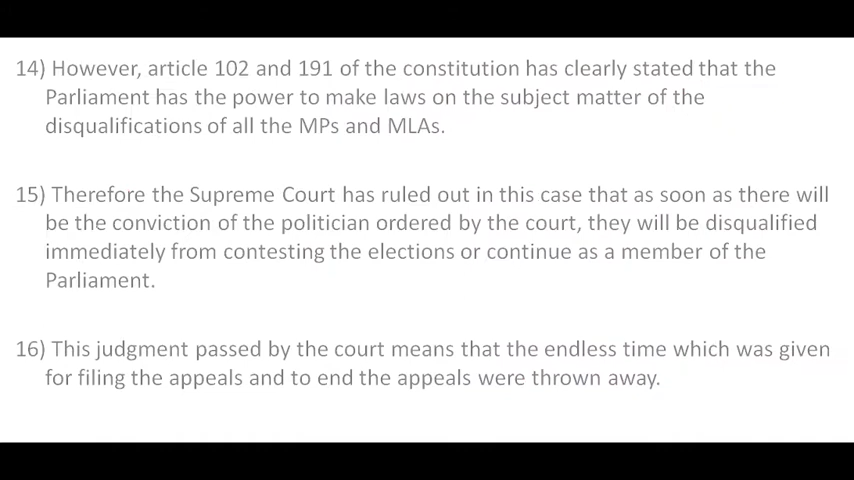 14) However, article 102 and 191 of the constitution has clearly stated that the
Parliament has the power to make laws on the subject matter of the
disqualifications of all the MPs and MLAs.
15) Therefore the Supreme Court has ruled out in this case that as soon as there will
be the conviction of the politician ordered by the court, they will be disqualified
immediately from contesting the elections or continue as a member of the
Parliament.
16) This judgment passed by the court means that the endless time which was given
for filing the appeals and to end the appeals were thrown away.